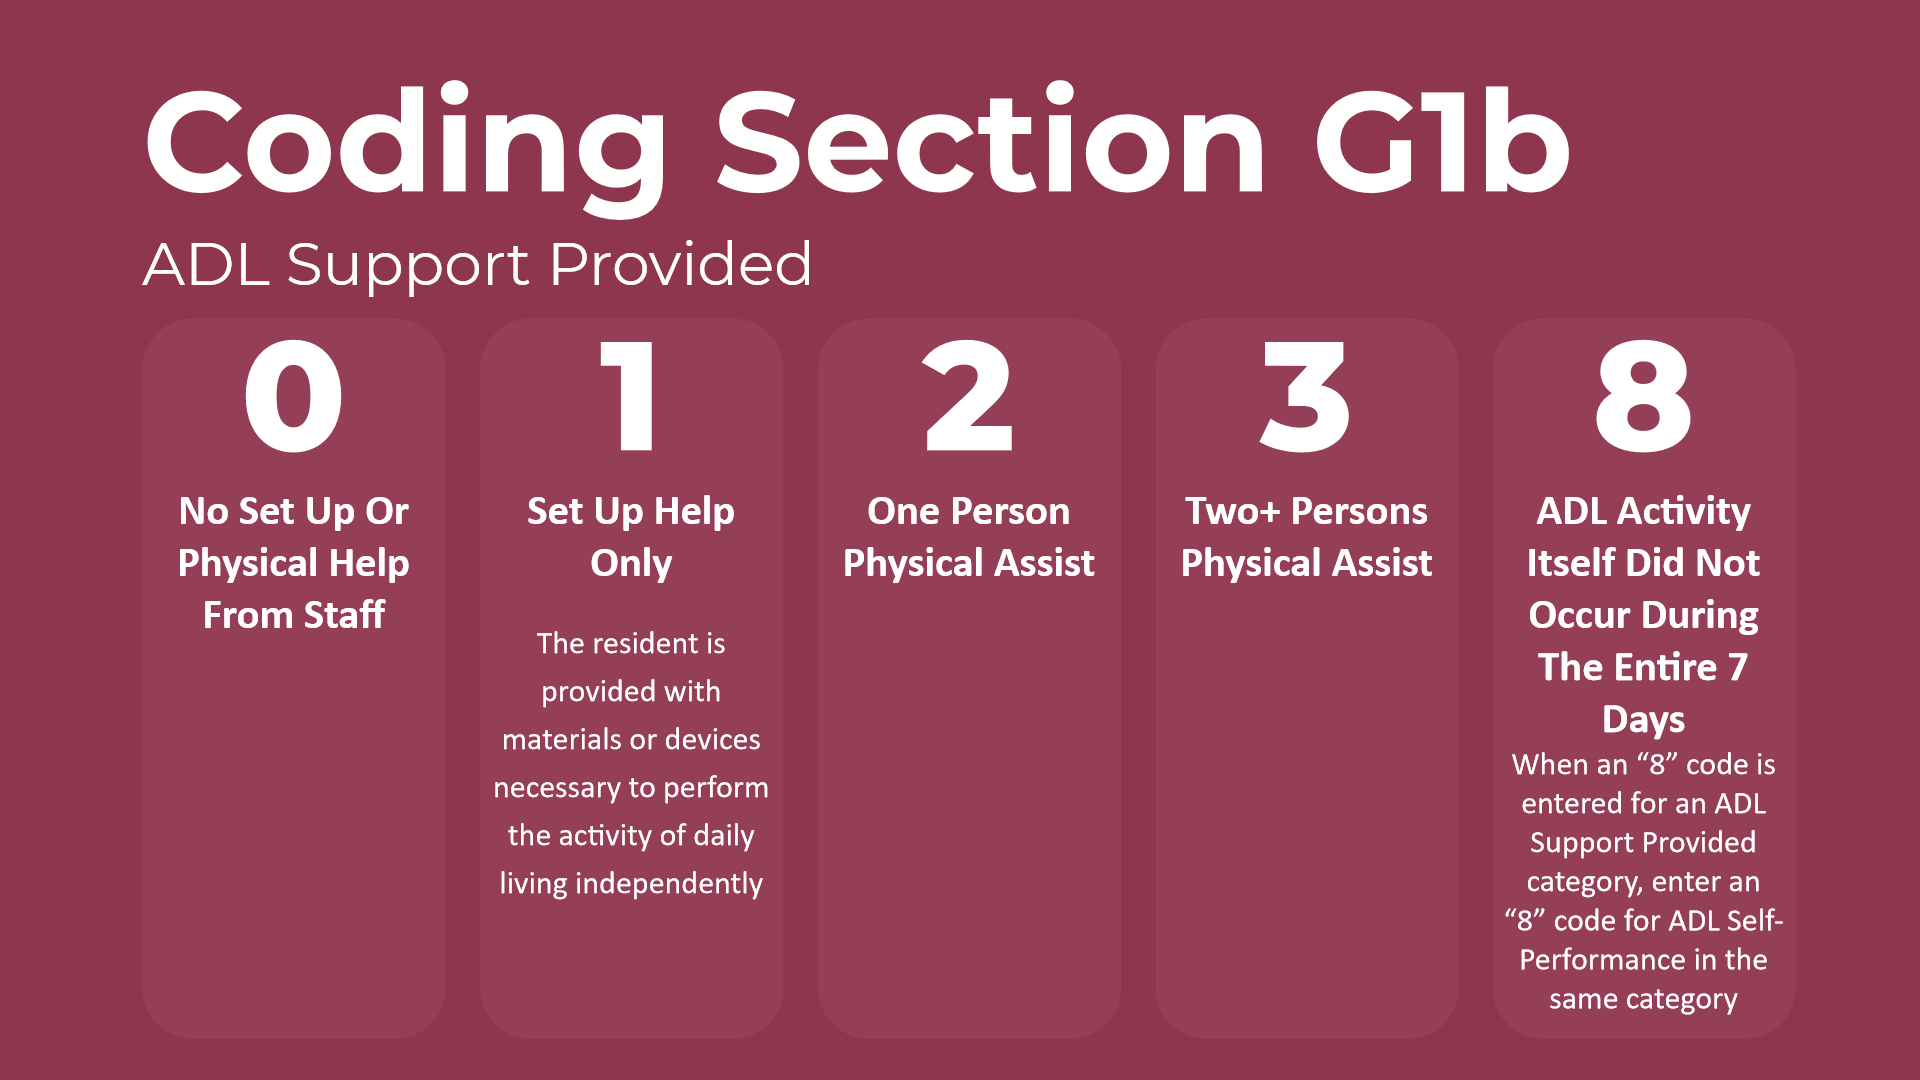 Coding Section G1b
ADL Support Provided
0
No Set Up Or
Physical Help
From Staff
1
Set Up Help
Only
The resident is
provided with
materials or devices
necessary to perform
the activity of daily
living independently
2
One Person
Physical Assist
3
Two+ Persons
Physical Assist
8
ADL Activity
Itself Did Not
Occur During
The Entire 7
Days
When an “8” code is
entered for an ADL
Support Provided
category, enter an
“8” code for ADL Self-
Performance in the
same category